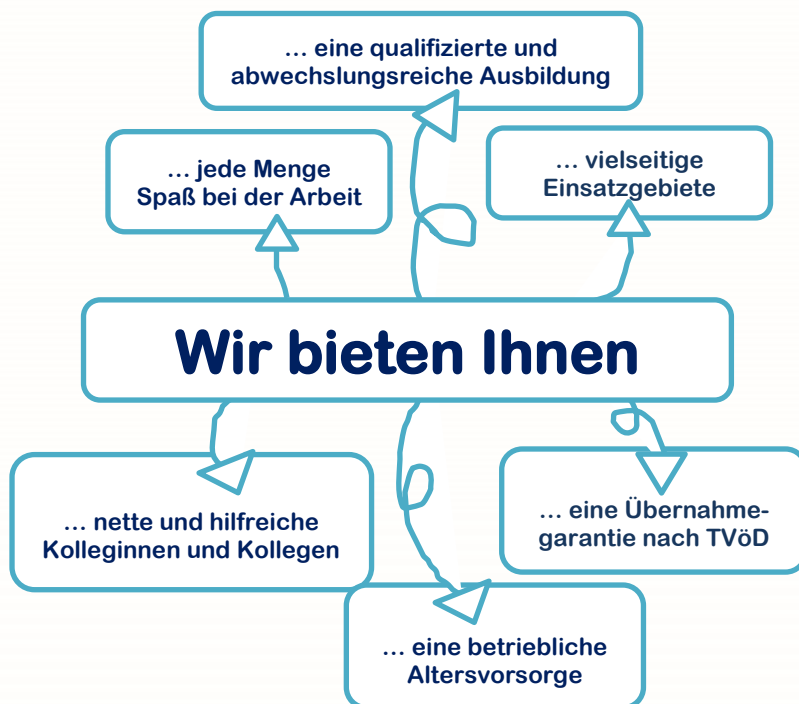 ... eine qualifizierte und
abwechslungsreiche Ausbildung
... jede Menge
Spaß bei der Arbeit
... vielseitige
Einsatzgebiete
Wir bieten Ihnen
... nette und hilfreiche
Kolleginnen und Kollegen
... eine Übernahme-
garantie nach TVöD
... eine betriebliche
Altersvorsorge